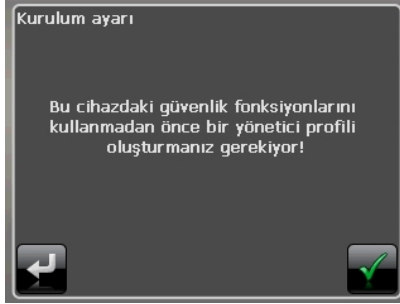 Kurulum ayarı
Bu cihazdaki güvenlik fonksiyonlarını
kullanmadan önce bir yönetici profili
oluşturmanız gerekiyor!